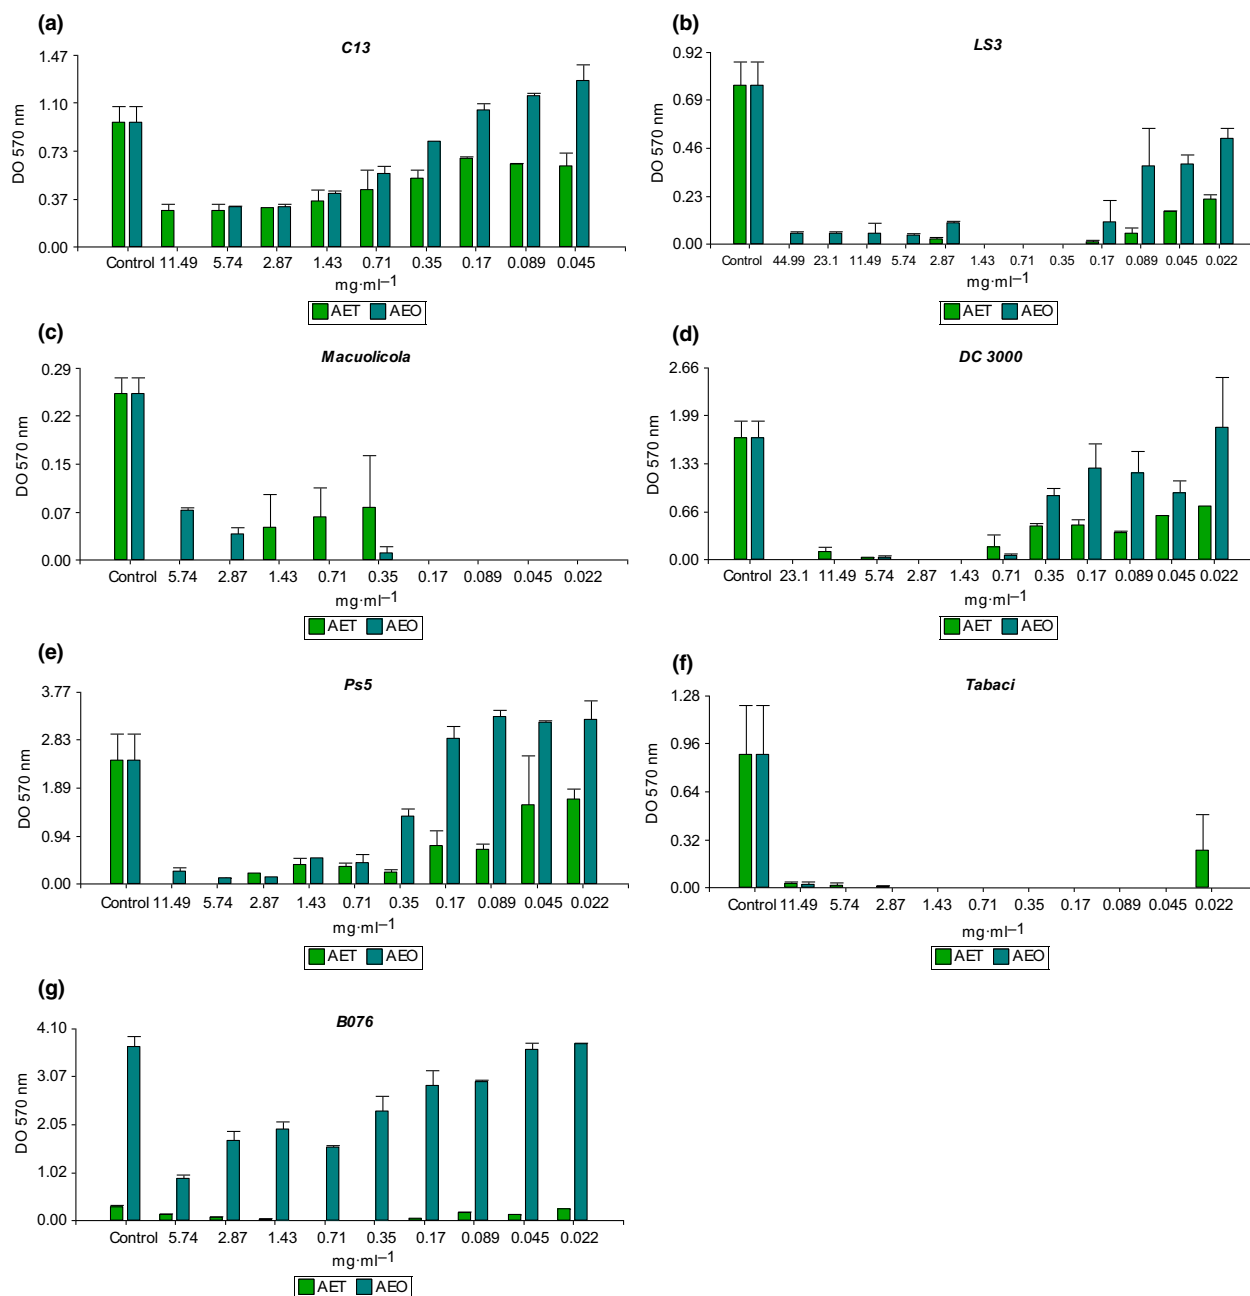 (a)
C13
DO 570 nm
1.47
1.10
0.73
0.37
0.00
Control 11.49 5.74 2.87 1.43 0.71 0.35 0.17 0.089 0.045
mg·ml–1
AET AEO
(b)
LS3
DO 570 nm
0.92
0.69
0.46
0.23
0.00
Control 44.99 23.1 11.49 5.74 2.87 1.43 0.71 0.35 0.17 0.089 0.045 0.022
mg·ml–1
AET AEO
(c)
Macuolicola
DO 570 nm
0.29
0.22
0.15
0.07
0.00
Control 5.74 2.87 1.43 0.71 0.35 0.17 0.089 0.045 0.022
mg·ml–1
AET AEO
(d)
DC 3000
DO 570 nm
2.66
1.99
1.33
0.66
0.00
Control 23.1 11.49 5.74 2.87 1.43 0.71 0.35 0.17 0.089 0.045 0.022
mg·ml–1
AET AEO
(e)
Ps5
DO 570 nm
3.77
2.83
1.89
0.94
0.00
Control 11.49 5.74 2.87 1.43 0.71 0.35 0.17 0.089 0.045 0.022
mg·ml–1
AET AEO
(f)
Tabaci
DO 570 nm
1.28
0.96
0.64
0.32
0.00
Control 11.49 5.74 2.87 1.43 0.71 0.35 0.17 0.089 0.045 0.022
mg·ml–1
AET AEO
(g)
B076
DO 570 nm
4.10
3.07
2.05
1.02
0.00
Control 5.74 2.87 1.43 0.71 0.35 0.17 0.089 0.045 0.022
mg·ml–1
AET AEO